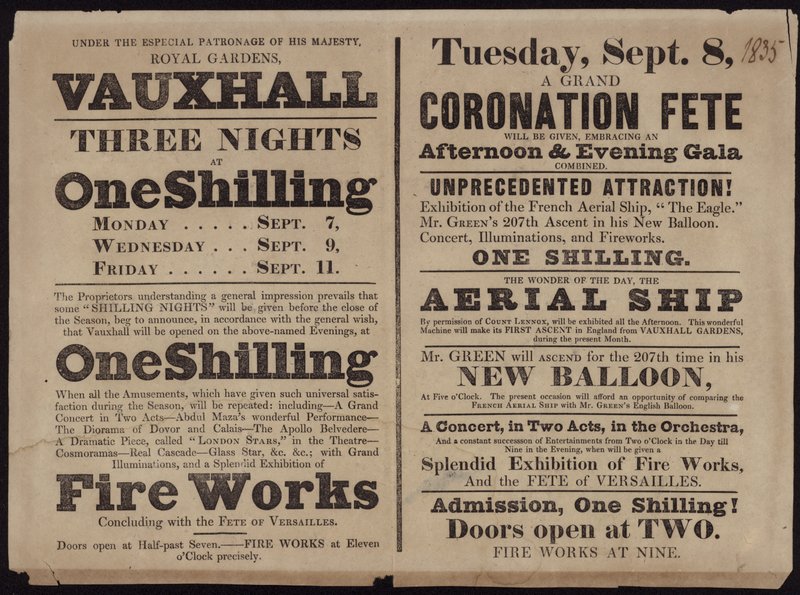 UNDER THE ESPECIAL PATRONAGE OF HIS MAJESTY,
ROYAL GARDENS,
VAUXHALL
THREE NIGHTS
AT
One Shilling
MONDAY . . . . . SEPT. 7,
WEDNESDAY . . . SEPT. 9,
FRIDAY . . . . . . SEPT. 11.
The Proprietors understanding a general impression prevails that
some "SHILLING NIGHTS" will be given before the close of
the Season, beg to announce, in accordance with the general wish,
that Vauxhall will be opened on the above-named Evenings, at
One Shilling
When all the Amusements, which have given such universal satis-
faction during the Season, will be repeated: including—A Grand
Concert in Two Acts—Abdul Maza's wonderful Performance—
The Diorama of Dovor and Calais—The Apollo Belvedere—
A Dramatic Piece, called "LONDON STARS," in the Theatre—
Cosmoramas—Real Cascade—Glass Star, &c. &c.; with Grand
Illuminations, and a Splendid Exhibition of
Fire Works
Concluding with the FETE OF VERSAILLES.
Doors open at Half-past Seven.——FIRE WORKS at Eleven
o'Clock precisely.
Tuesday, Sept. 8, 1835
A GRAND
CORONATION FETE
WILL BE GIVEN, EMBRACING AN
Afternoon & Evening Gala
COMBINED.
UNPRECEDENTED ATTRACTION!
Exhibition of the French Aerial Ship, "The Eagle."
Mr. GREEN's 207th Ascent in his New Balloon.
Concert, Illuminations, and Fireworks.
ONE SHILLING.
THE WONDER OF THE DAY, THE
AERIAL SHIP
By permission of COUNT LENNOX, will be exhibited all the Afternoon. This wonderful
Machine will make its FIRST ASCENT in England from VAUXHALL GARDENS,
during the present Month.
Mr. GREEN will ASCEND for the 207th time in his
NEW BALLOON,
At Five o'Clock. The present occasion will afford an opportunity of comparing the
FRENCH AERIAL SHIP with Mr. GREEN's English Balloon.
A Concert, in Two Acts, in the Orchestra,
And a constant successson of Entertainments from Two o'Clock in the Day till
Nine in the Evening, when will be given a
Splendid Exhibition of Fire Works,
And the FETE of VERSAILLES.
Admission, One Shilling!
Doors open at TWO.
FIRE WORKS AT NINE.